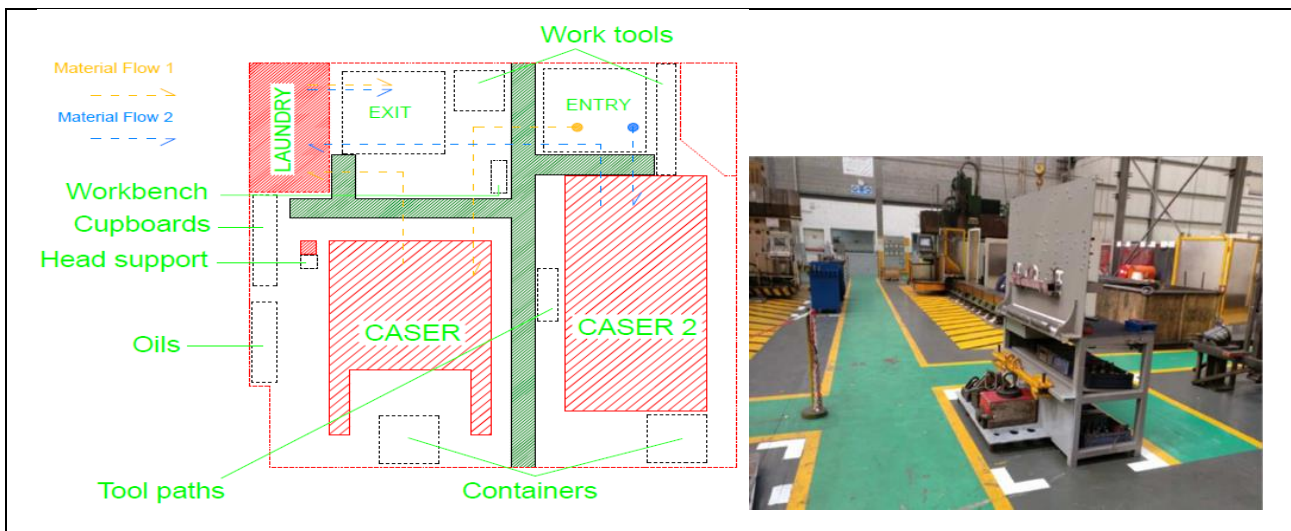 Work tools
Material Flow 1
Material Flow 2
LAUNDRY
EXIT
ENTRY
Workbench
Cupboards
Head support
CASER
CASER 2
Oils
Tool paths
Containers